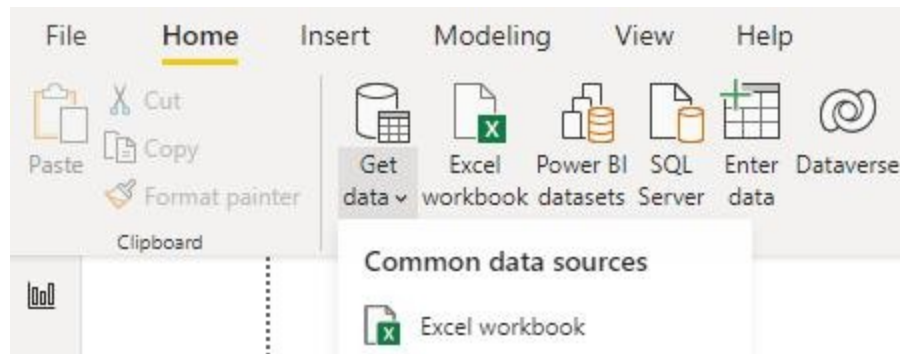 File Home Insert Modeling View Help
Paste
Cut
Copy
Format painter
Clipboard
Get data
Excel workbook
Power BI datasets
SQL Server
Enter data
Dataverse
Common data sources
Excel workbook